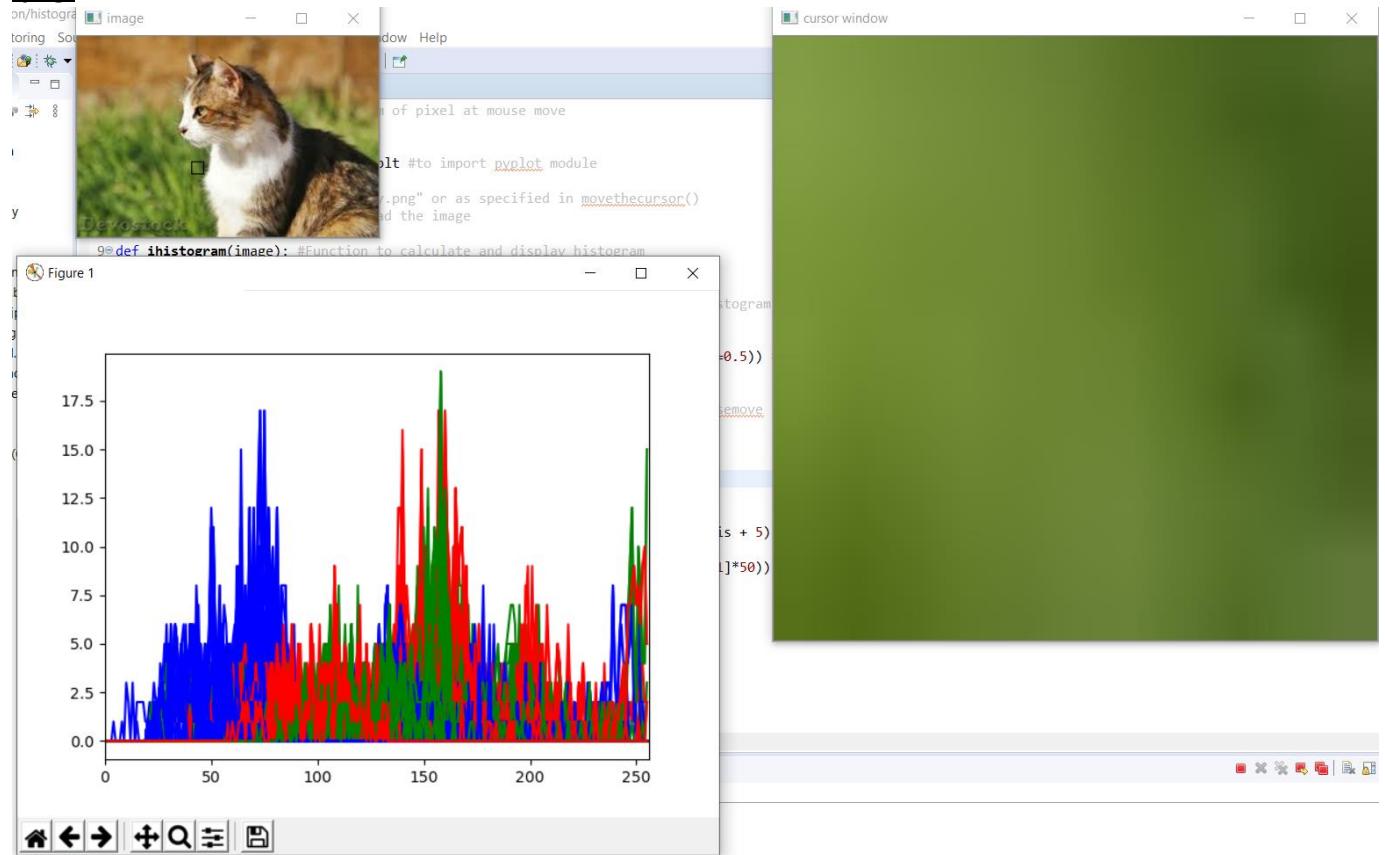 on/histogra
image
cursor window
toring Sou
dow Help
of pixel at mouse move
plt #to import pyplot module
.png" or as specified in movethecursor()
ad the image
Devostock
9 def ihistogram(image): #Function to calculate and display histogram
Figure 1
stogram
=0.5))
semove
is + 5)
1]*50))
17.5
15.0
12.5
10.0
7.5
5.0
2.5
0.0
0 50 100 150 200 250